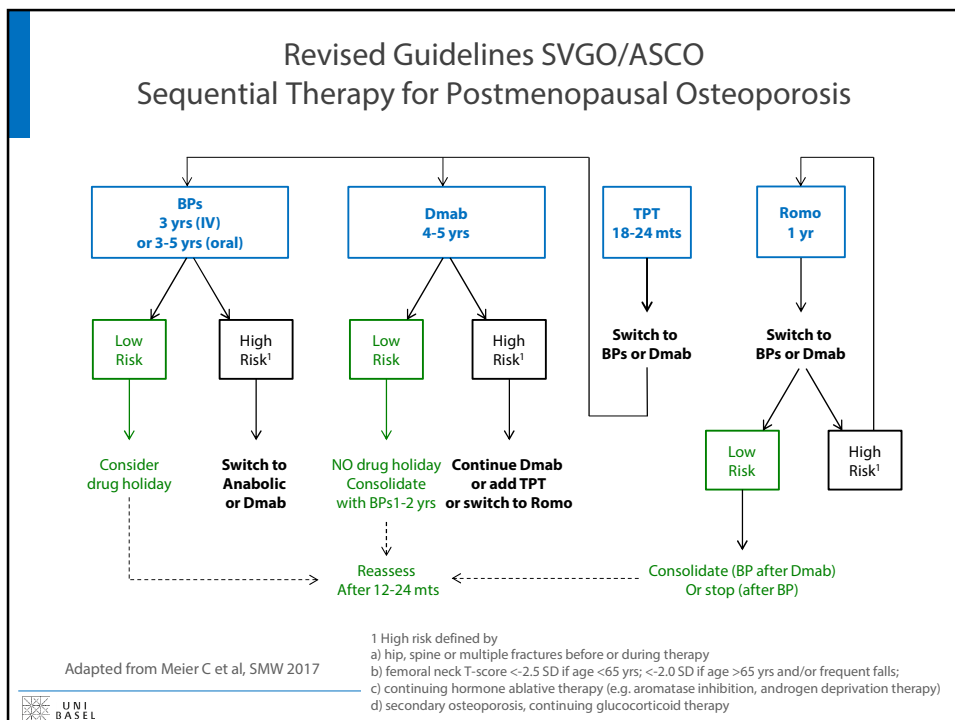 Revised Guidelines SVGO/ASCO
Sequential Therapy for Postmenopausal Osteoporosis
BPs
3 yrs (IV)
or 3-5 yrs (oral)
Dmab
4-5 yrs
TPT
18-24 mts
Romo
1 yr
Low
Risk
High
Risk1
Low
Risk
High
Risk1
Switch to
BPs or Dmab
Switch to
BPs or Dmab
Low
Risk
High
Risk1
Consider
drug holiday
Switch to
Anabolic
or Dmab
NO drug holiday
Consolidate
with BPs1-2 yrs
Continue Dmab
or add TPT
or switch to Romo
Reassess
After 12-24 mts
Consolidate (BP after Dmab)
Or stop (after BP)
Adapted from Meier C et al, SMW 2017
1 High risk defined by
a) hip, spine or multiple fractures before or during therapy
b) femoral neck T-score <-2.5 SD if age <65 yrs; <-2.0 SD if age >65 yrs and/or frequent falls;
c) continuing hormone ablative therapy (e.g. aromatase inhibition, androgen deprivation therapy)
d) secondary osteoporosis, continuing glucocorticoid therapy
UNI
BASEL